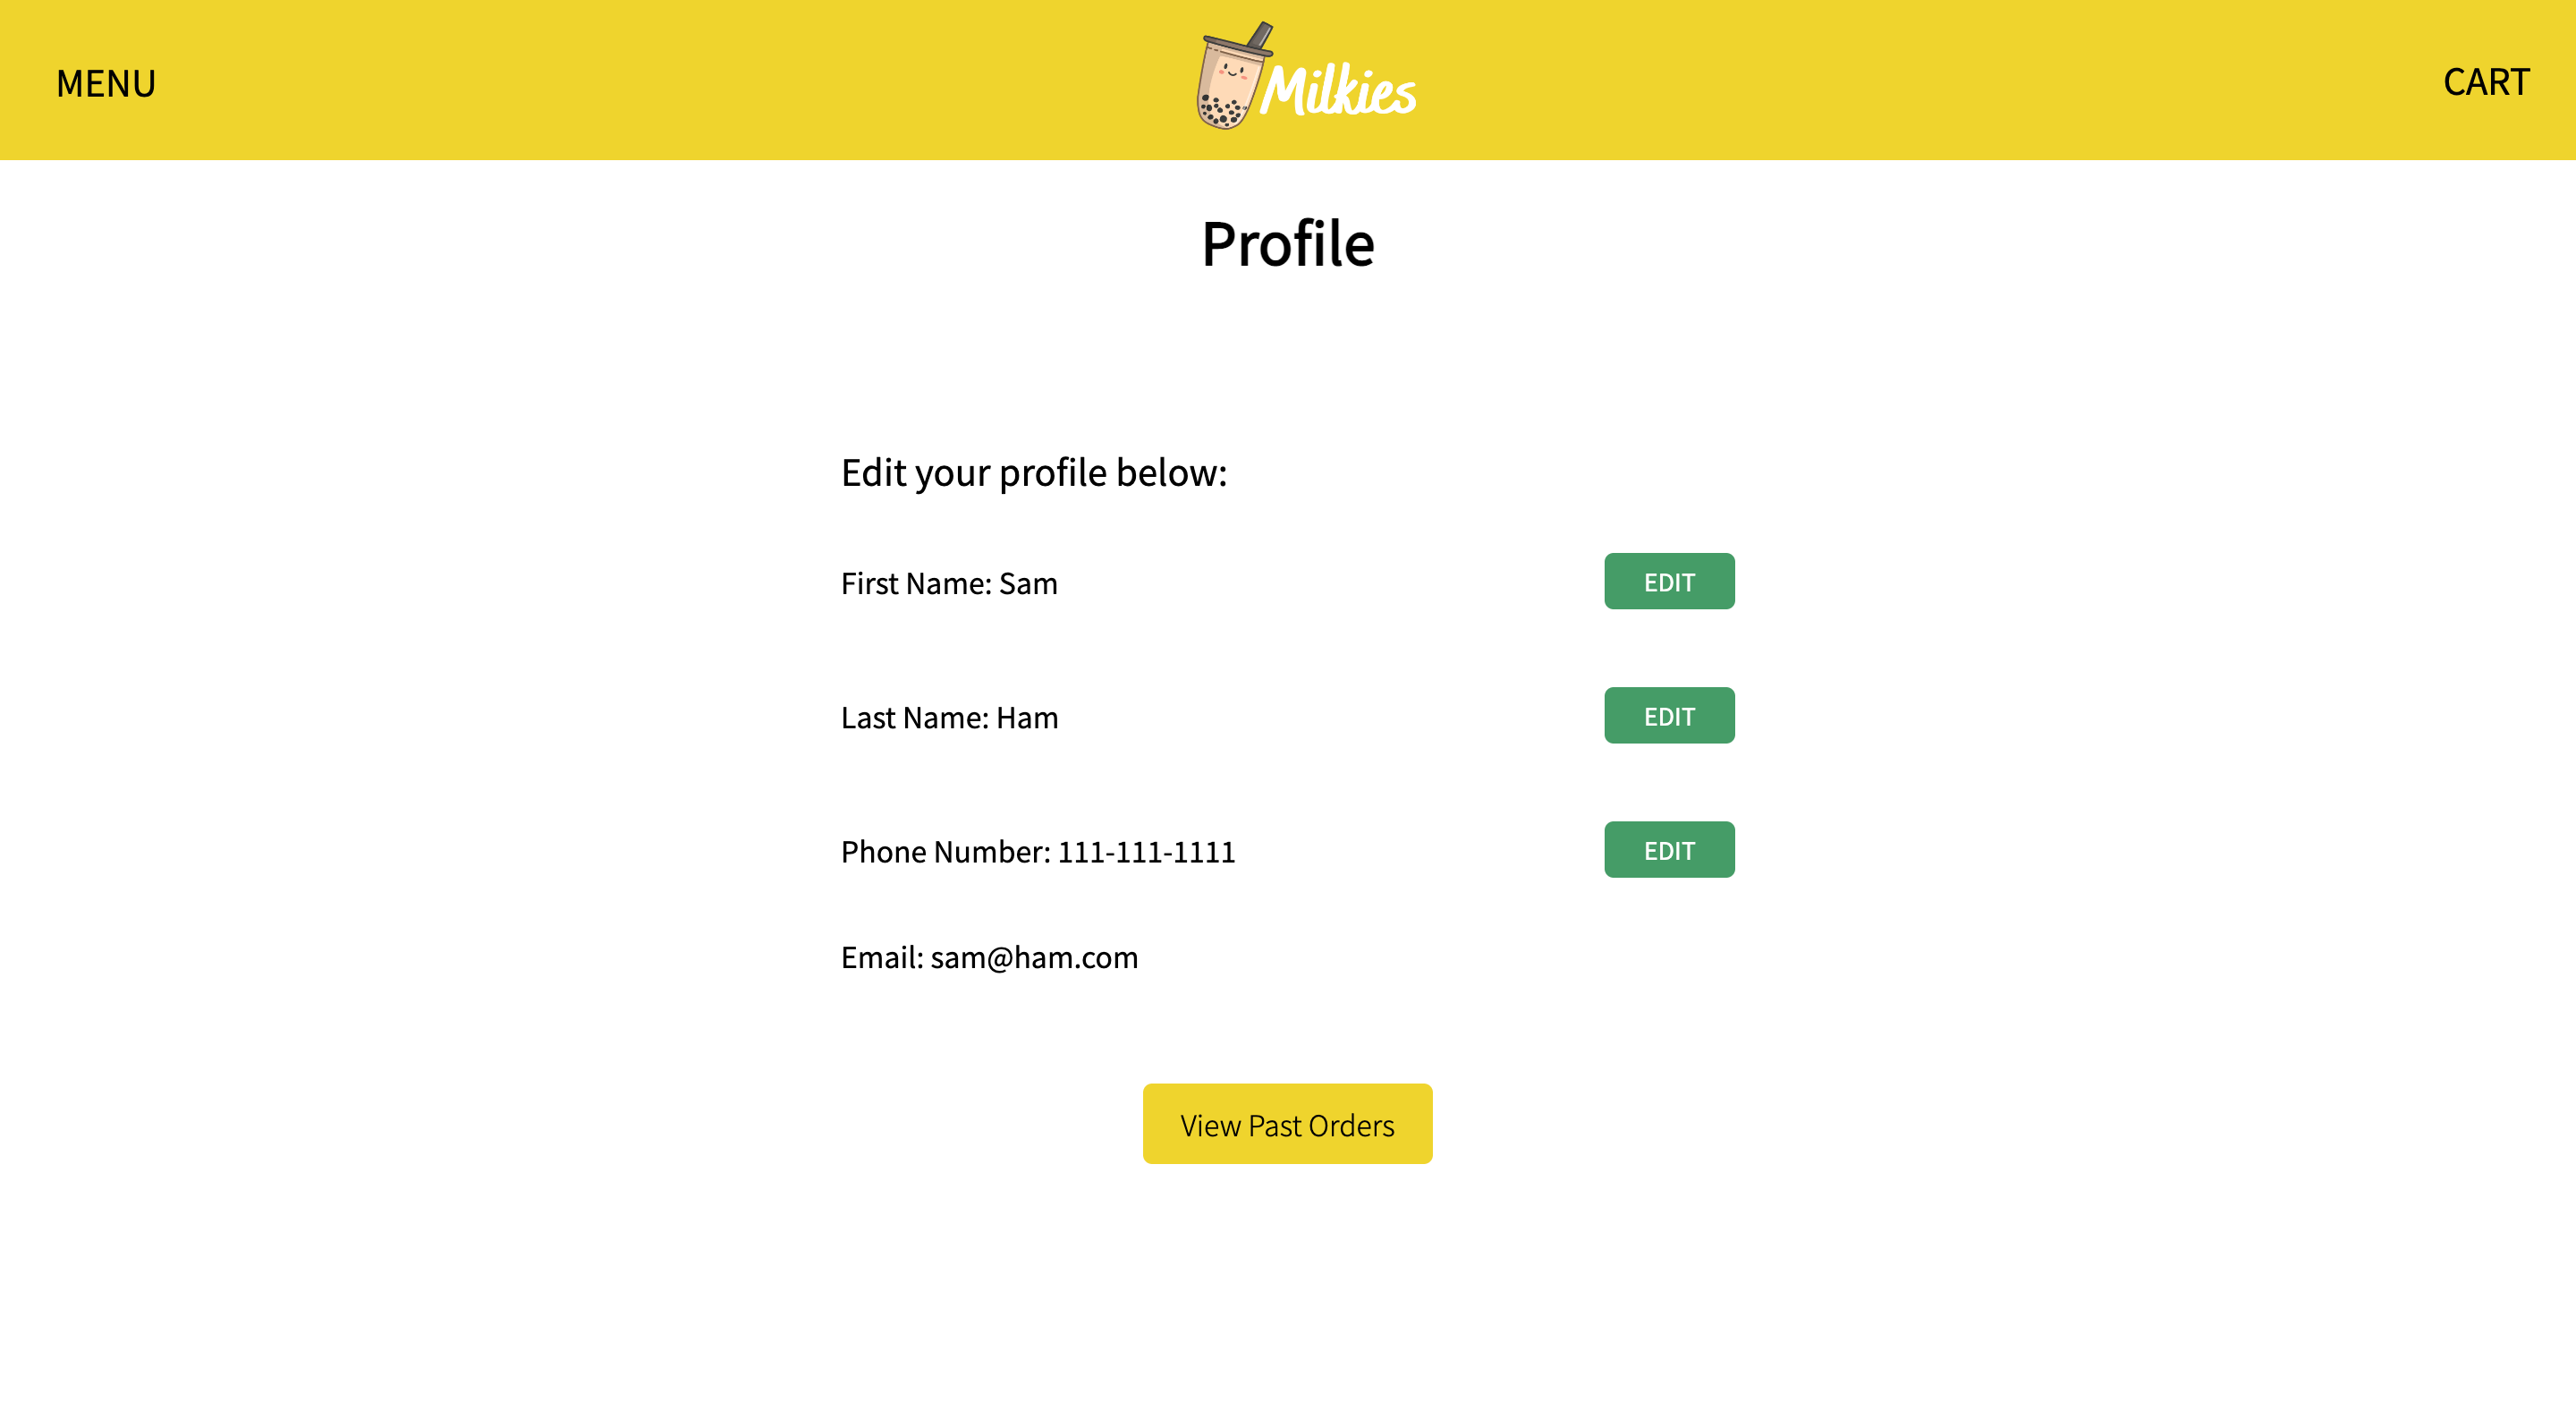 MENU
Milkies
CART
Profile
Edit your profile below:
First Name: Sam
EDIT
Last Name: Ham
EDIT
Phone Number: 111-111-1111
EDIT
Email: sam@ham.com
View Past Orders